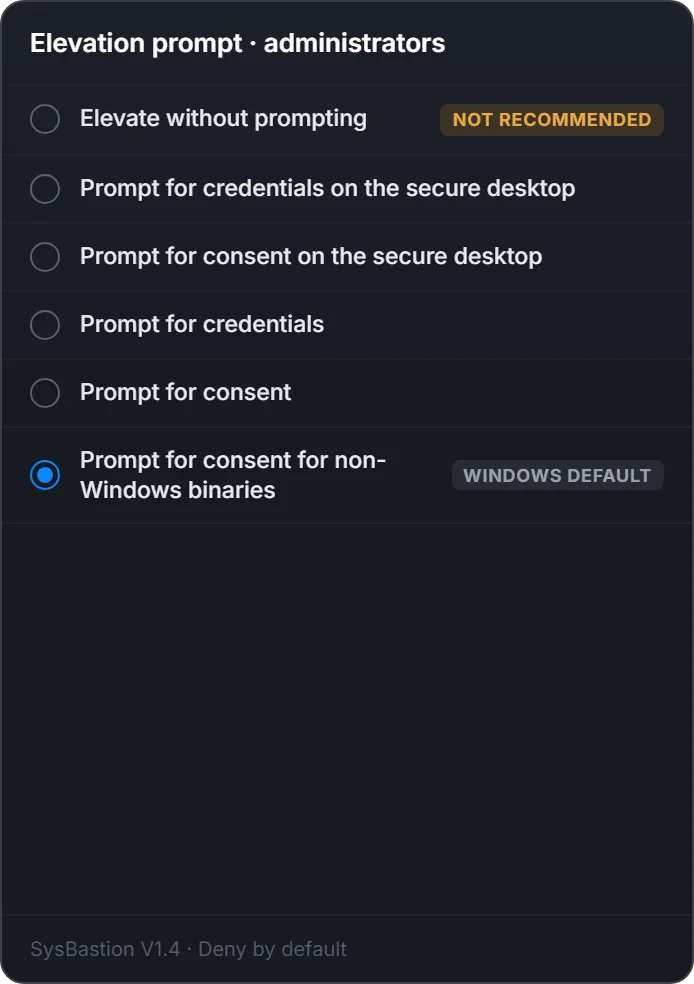 Elevation prompt · administrators
Elevate without prompting
NOT RECOMMENDED
Prompt for credentials on the secure desktop
Prompt for consent on the secure desktop
Prompt for credentials
Prompt for consent
Prompt for consent for non-
Windows binaries
WINDOWS DEFAULT
SysBastion V1.4 · Deny by default